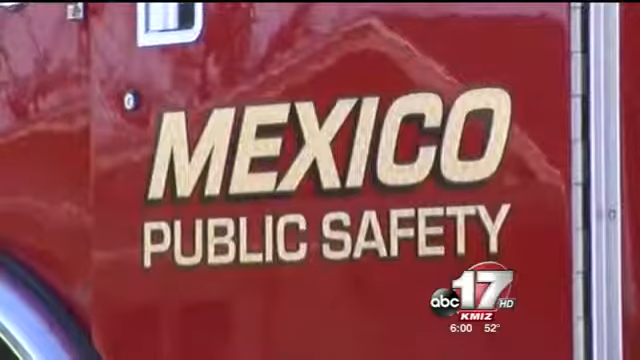 MEXICO
PUBLIC SAFETY
abc 17 HD
KMIZ
6:00 52°